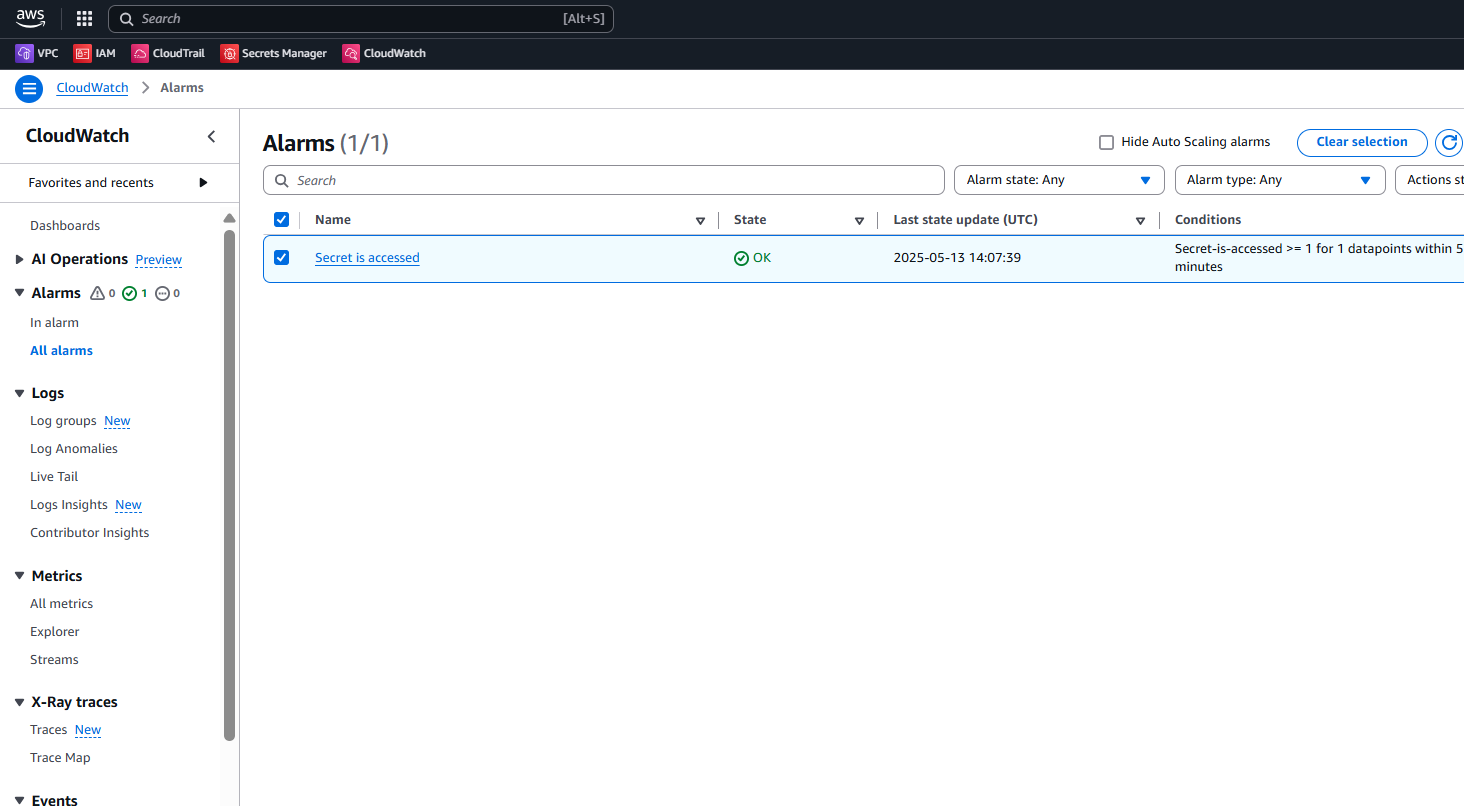 aws
Search [Alt+S]
VPC IAM CloudTrail Secrets Manager CloudWatch
CloudWatch Alarms
CloudWatch
Favorites and recents
Dashboards
AI Operations Preview
Alarms 0 1 0
In alarm
All alarms
Logs
Log groups New
Log Anomalies
Live Tail
Logs Insights New
Contributor Insights
Metrics
All metrics
Explorer
Streams
X-Ray traces
Traces New
Trace Map
Events
Alarms (1/1)
Hide Auto Scaling alarms
Clear selection
Search
Alarm state: Any
Alarm type: Any
Actions st
Name State Last state update (UTC) Conditions
Secret is accessed OK 2025-05-13 14:07:39 Secret-is-accessed >= 1 for 1 datapoints within 5
minutes